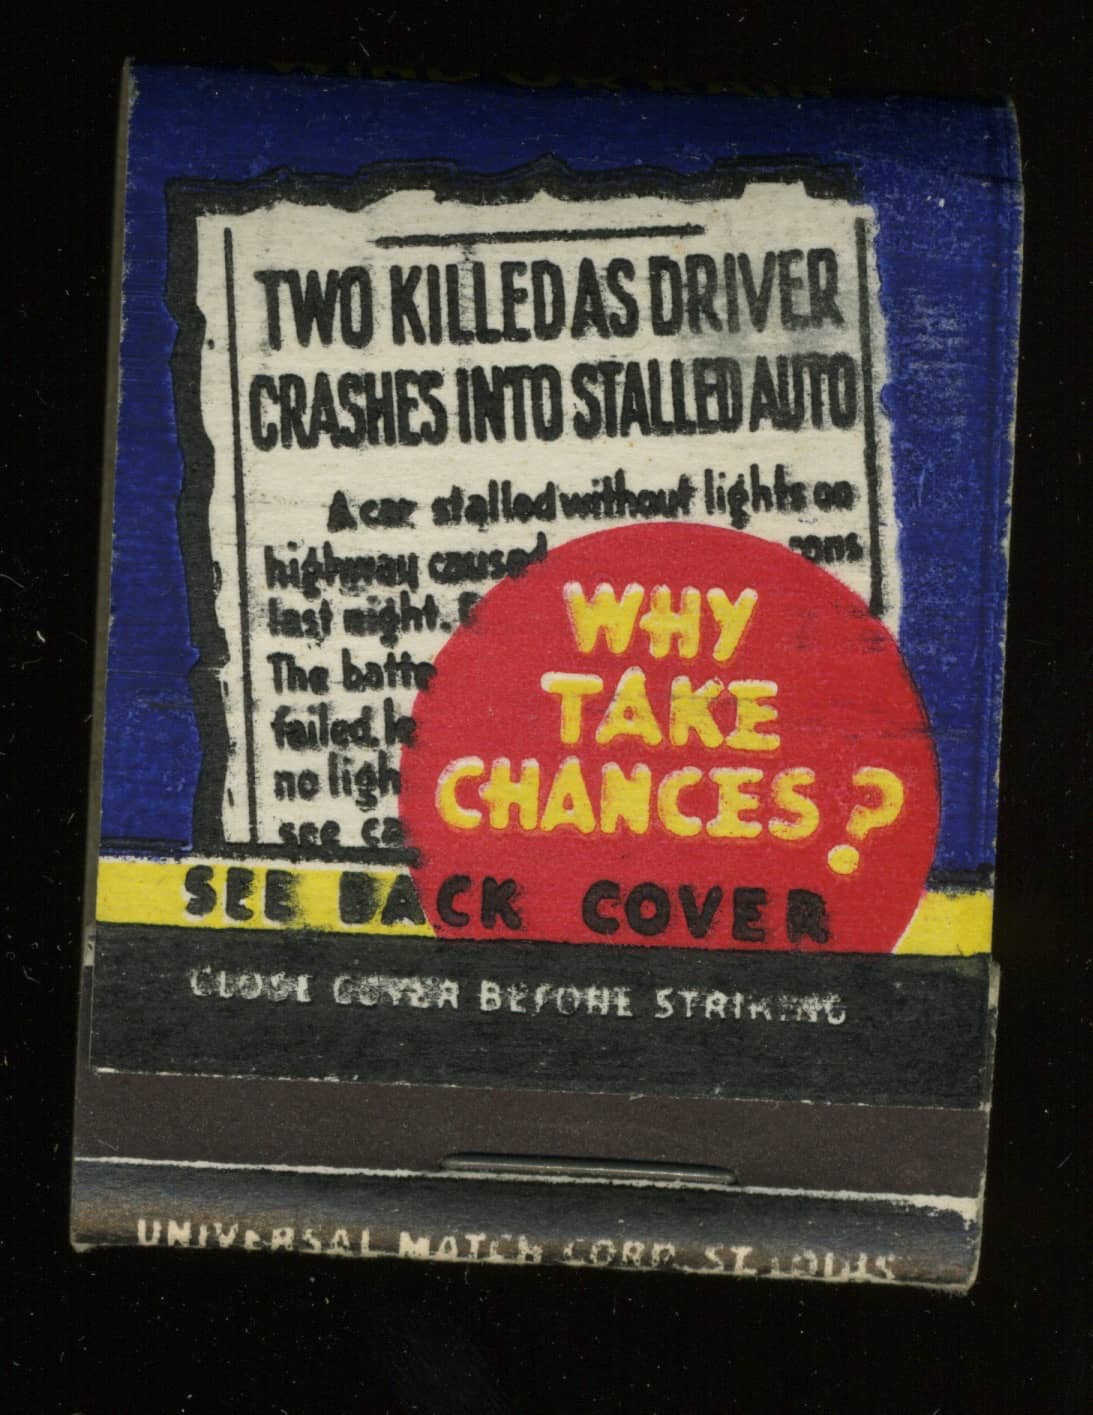 TWO KILLED AS DRIVER
CRASHES INTO STALLED AUTO
A car stalled without lights on
highway caused
last night.
The batte
failed, le
no ligh
see ca
WHY
TAKE
CHANCES?
SEE BACK COVER
CLOSE COVER BEFORE STRIKING
UNIVERSAL MATCH CORP. ST. LOUIS